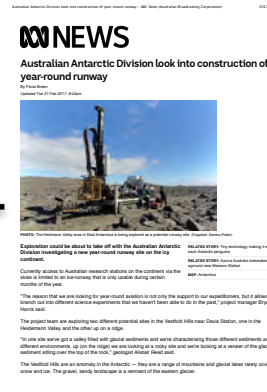 Australian Antarctic Division look into construction of year-round runway - ABC News (Australian Broadcasting Corporation)
NEWS
Australian Antarctic Division look into construction of
year-round runway
By Fiona Breen
Updated Tue 21 Feb 2017,
PHOTO: The Heidemann Valley area in East Antarctica is being explored as a potential runway site. (Supplied: Sandra Potter)
Exploration could be about to take off with the Australian Antarctic
Division investigating a new year-round runway site on the icy
continent.
RELATED STORY: Tiny technology making it
track Antarctic penguins
RELATED STORY: Aurora Australis icebreaker
aground near Mawson Station
MAP: Antarctica
Currently access to Australian research stations on the continent via the
skies is limited to an ice-runway that is only usable during certain
months of the year.
"The reason that we are looking for year-round aviation is not only the support to our expeditioners, but it allows
branch out into different science experiments that we haven't been able to do in the past," project manager Bry
Harris said.
The project team are exploring two different potential sites in the Vestfold Hills near Davis Station, one in the
Heidemann Valley and the other up on a ridge.
"In one site we've got a valley filled with glacial sediments and we're characterising those different sediments a
different environments, up (on the ridge) we are looking at a rocky site and we're looking at a veneer of the glac
sediment sitting over the top of the rock," geologist Alistair Reed said.
The Vestfold Hills are an anomaly in the Antarctic — they are a range of mountains and glacial lakes rarely cov
snow and ice. The gravel, sandy landscape is a remnant of the eastern glacier.